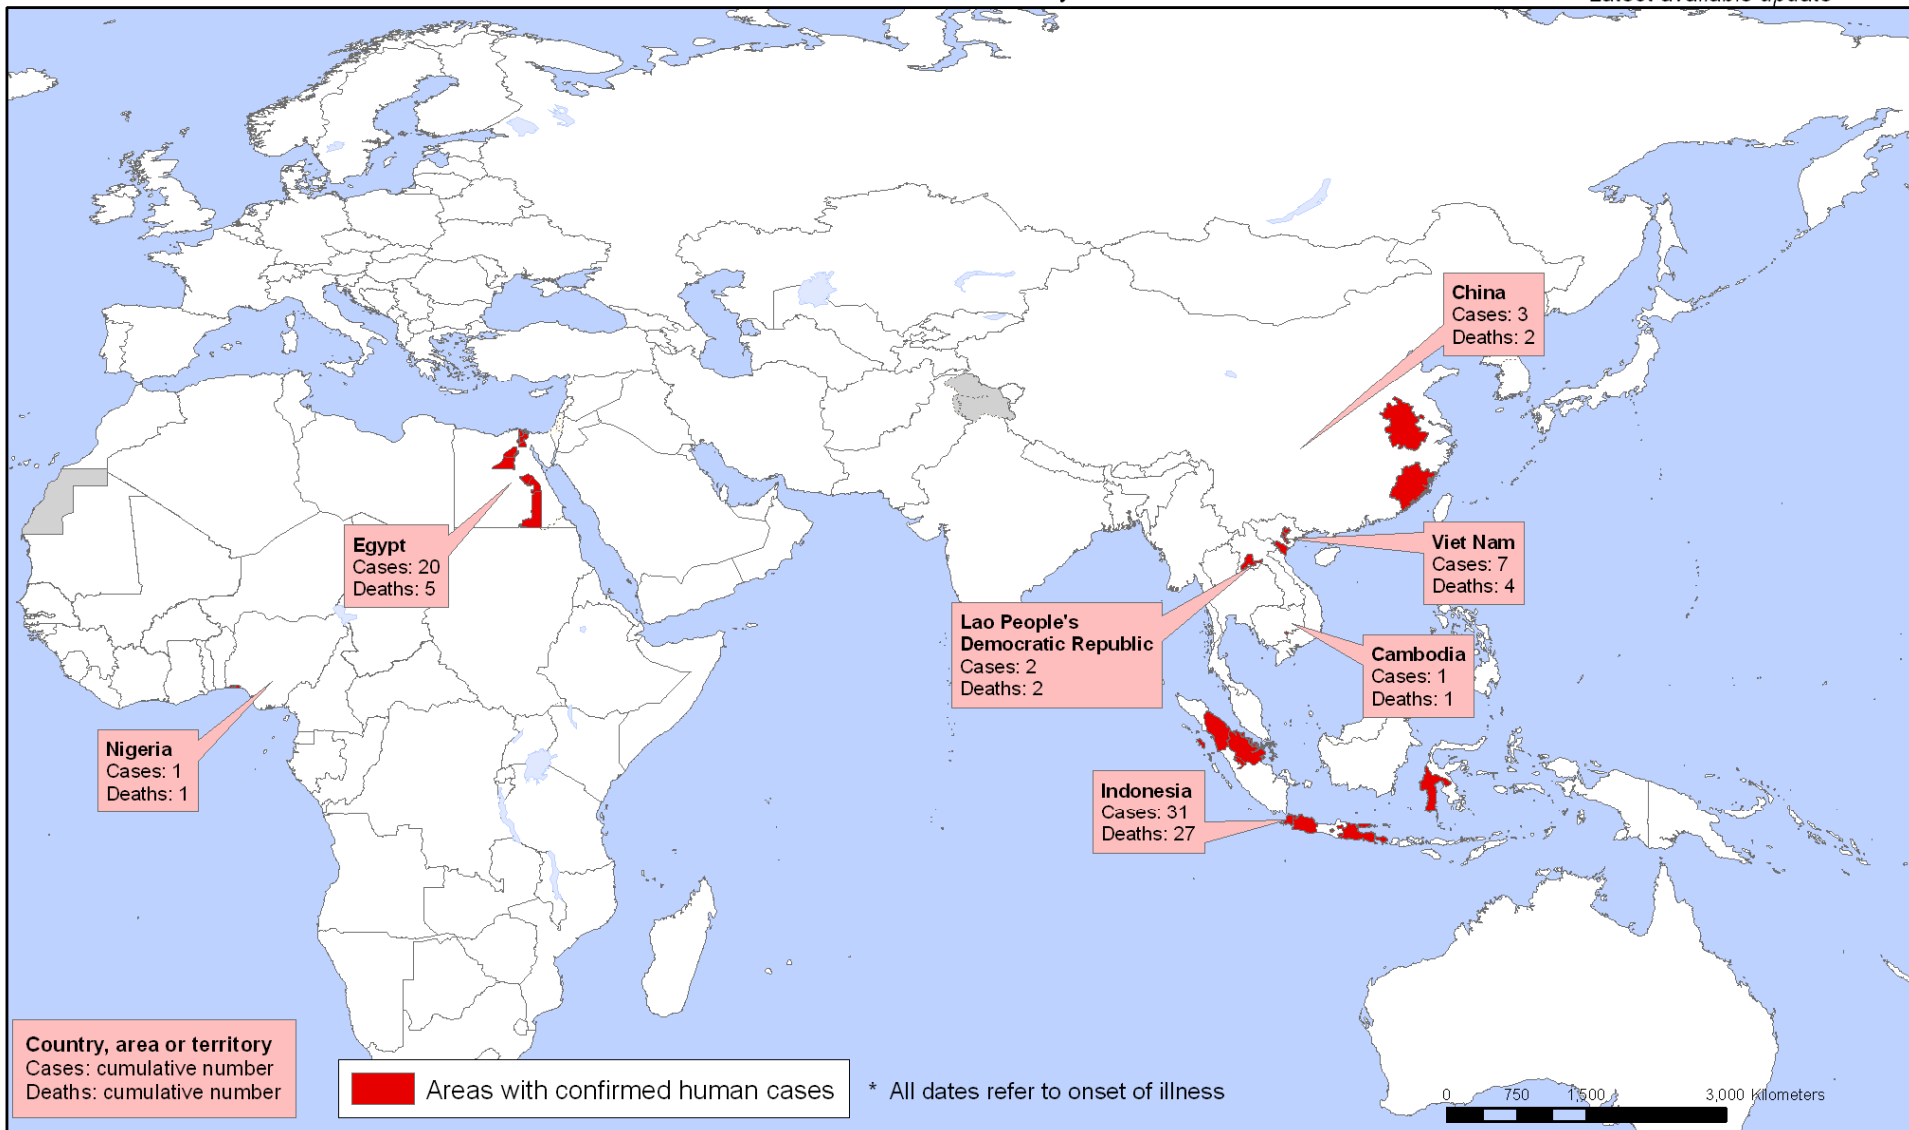 Latest available update
China
Cases: 3
Deaths: 2
Egypt
Cases: 20
Deaths: 5
Viet Nam
Cases: 7
Deaths: 4
Lao People's
Democratic Republic
Cases: 2
Deaths: 2
Cambodia
Cases: 1
Deaths: 1
Nigeria
Cases: 1
Deaths: 1
Indonesia
Cases: 31
Deaths: 27
Country, area or territory
Cases: cumulative number
Deaths: cumulative number
Areas with confirmed human cases
* All dates refer to onset of illness
0 750 1,500 3,000 Kilometers